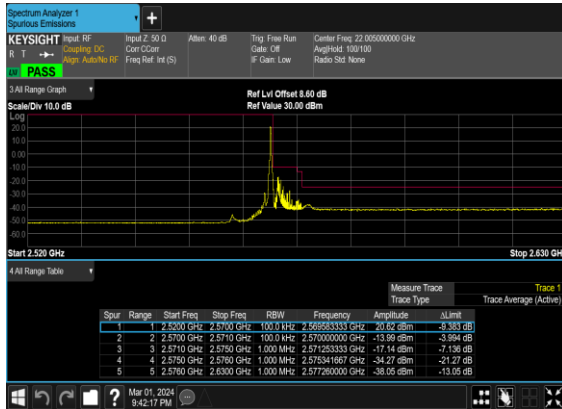 Spectrum Analyzer 1
Spurious Emissions
KEYSIGHT
R T
Input: RF
Coupling: DC
Align: Auto/No RF
Input Z: 50 Ω
Corr CCorr
Freq Ref: Int (S)
Atten: 40 dB
Trig: Free Run
Gate: Off
IF Gain: Low
Center Freq: 22.005000000 GHz
Avg|Hold: 100/100
Radio Std: None
PASS
3 All Range Graph
Scale/Div 10.0 dB
Ref Lvl Offset 8.60 dB
Ref Value 30.00 dBm
Log
20.0
10.0
0.00
-10.0
-20.0
-30.0
-40.0
-50.0
-60.0
Start 2.520 GHz
Stop 2.630 GH
4 All Range Table
Measure Trace Trace 1
Trace Type Trace Average (Active)
Spur Range Start Freq Stop Freq RBW Frequency Amplitude ΔLimit
1 1 2.5200 GHz 2.5700 GHz 100.0 kHz 2.569583333 GHz 20.62 dBm -9.383 dB
2 2 2.5700 GHz 2.5710 GHz 100.0 kHz 2.570000000 GHz -13.99 dBm -3.994 dB
3 3 2.5710 GHz 2.5750 GHz 1.000 MHz 2.571253333 GHz -17.14 dBm -7.136 dB
4 4 2.5750 GHz 2.5760 GHz 1.000 MHz 2.575341667 GHz -34.27 dBm -21.27 dB
5 5 2.5760 GHz 2.6300 GHz 1.000 MHz 2.577260000 GHz -38.05 dBm -13.05 dB
Mar 01, 2024
9:42:17 PM